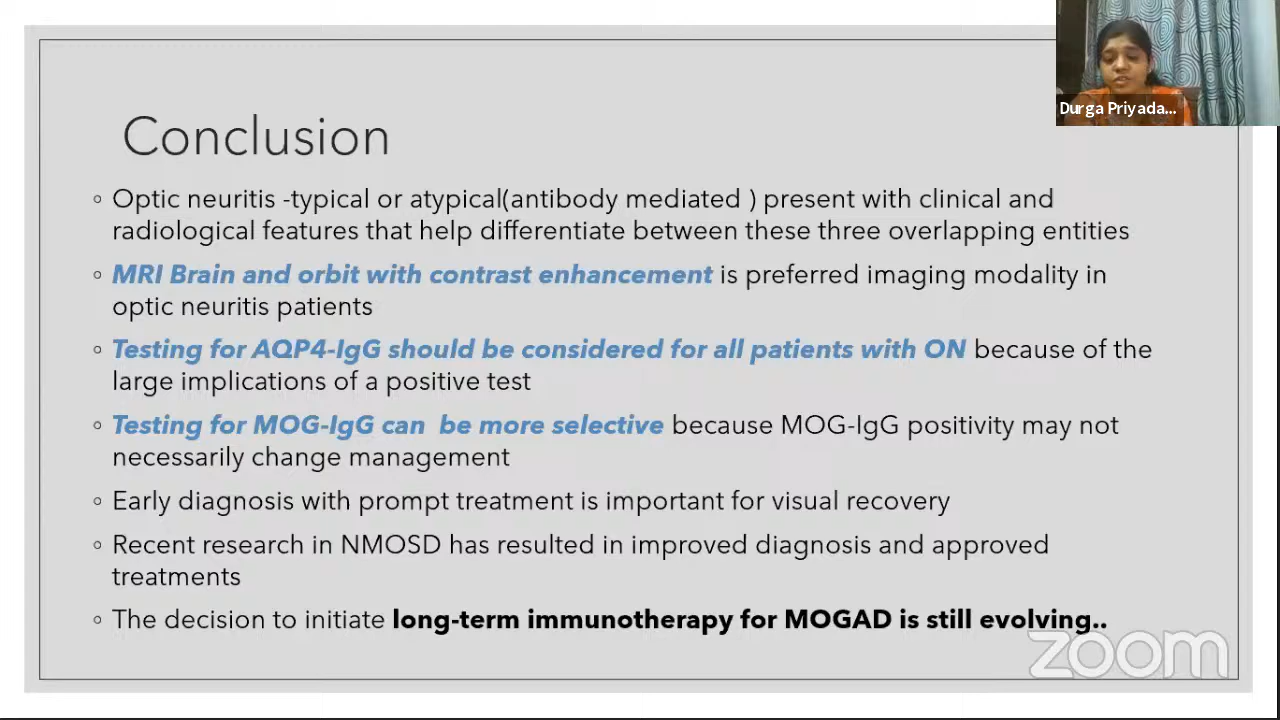 Durga Priyada...
Conclusion
◦ Optic neuritis -typical or atypical(antibody mediated ) present with clinical and
radiological features that help differentiate between these three overlapping entities
◦ MRI Brain and orbit with contrast enhancement is preferred imaging modality in
optic neuritis patients
◦ Testing for AQP4-IgG should be considered for all patients with ON because of the
large implications of a positive test
◦ Testing for MOG-IgG can  be more selective because MOG-IgG positivity may not
necessarily change management
◦ Early diagnosis with prompt treatment is important for visual recovery
◦ Recent research in NMOSD has resulted in improved diagnosis and approved
treatments
◦ The decision to initiate long-term immunotherapy for MOGAD is still evolving..
zoom